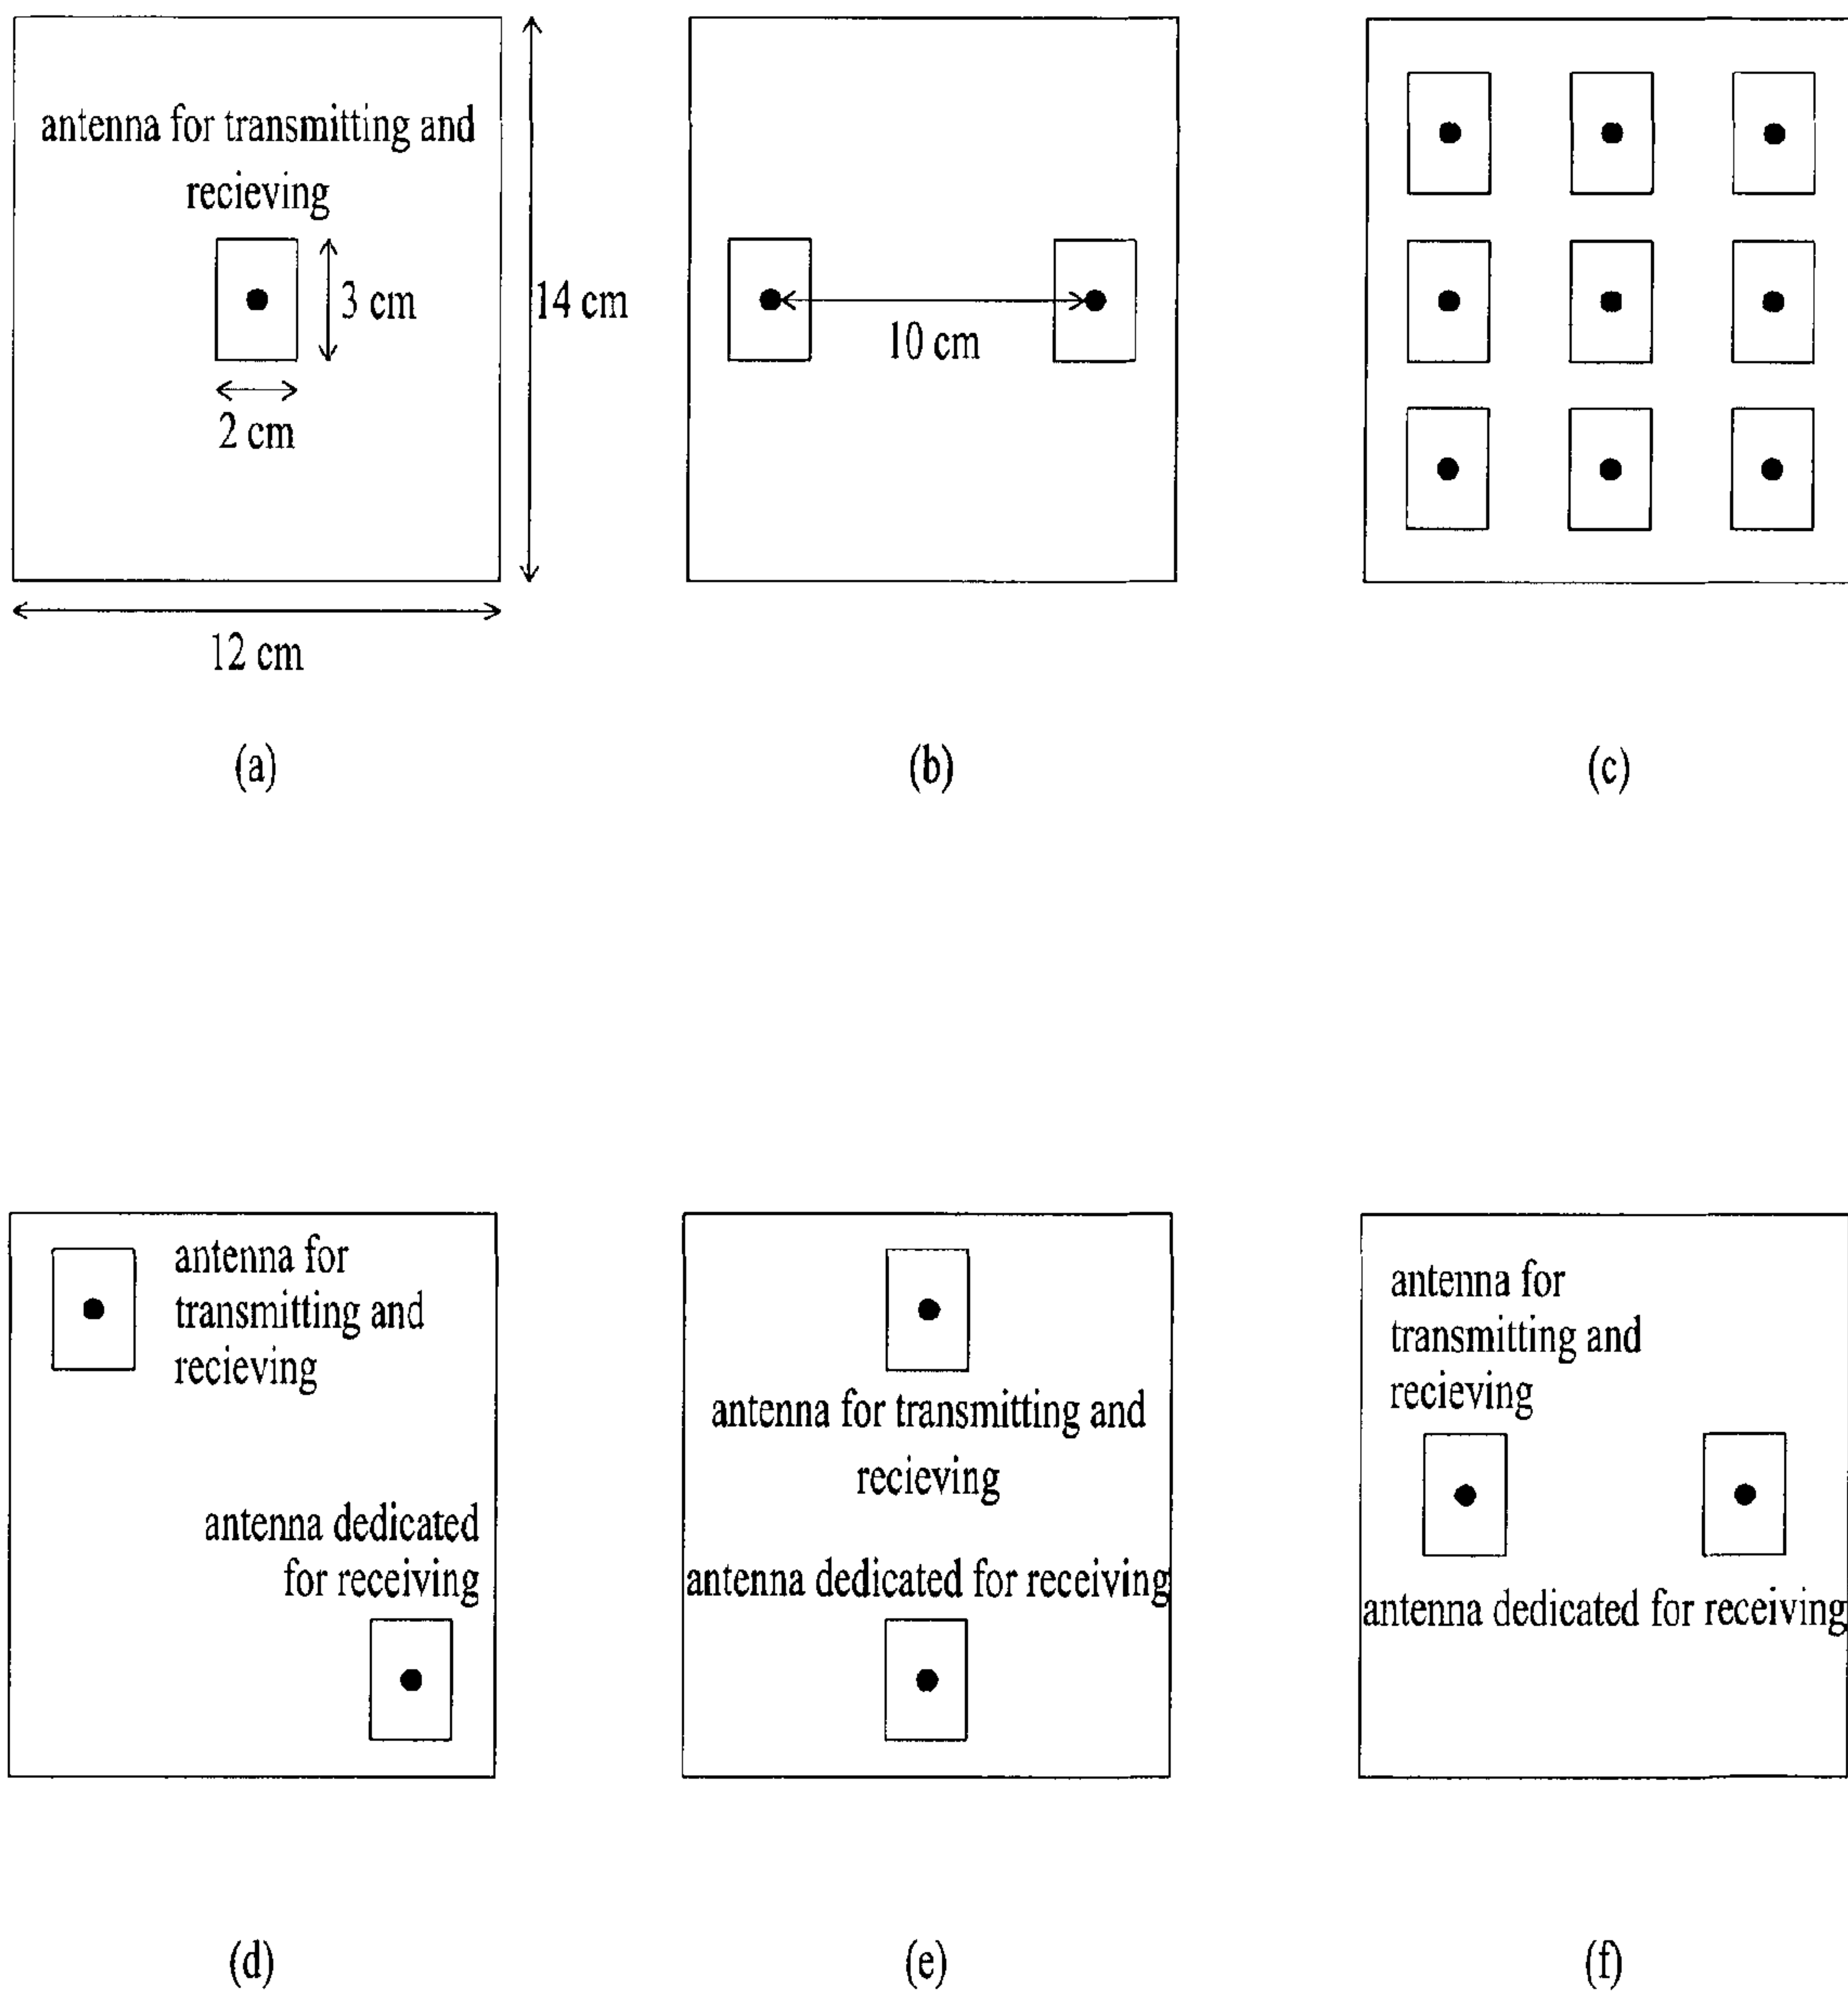 antenna for transmitting and
recieving
3 cm
14 cm
2 cm
12 cm
(a)
10 cm
(b)
(c)
antenna for
transmitting and
recieving
antenna dedicated
for receiving
(d)
antenna for transmitting and
recieving
antenna dedicated for receiving
(e)
antenna for
transmitting and
recieving
antenna dedicated for receiving
(f)